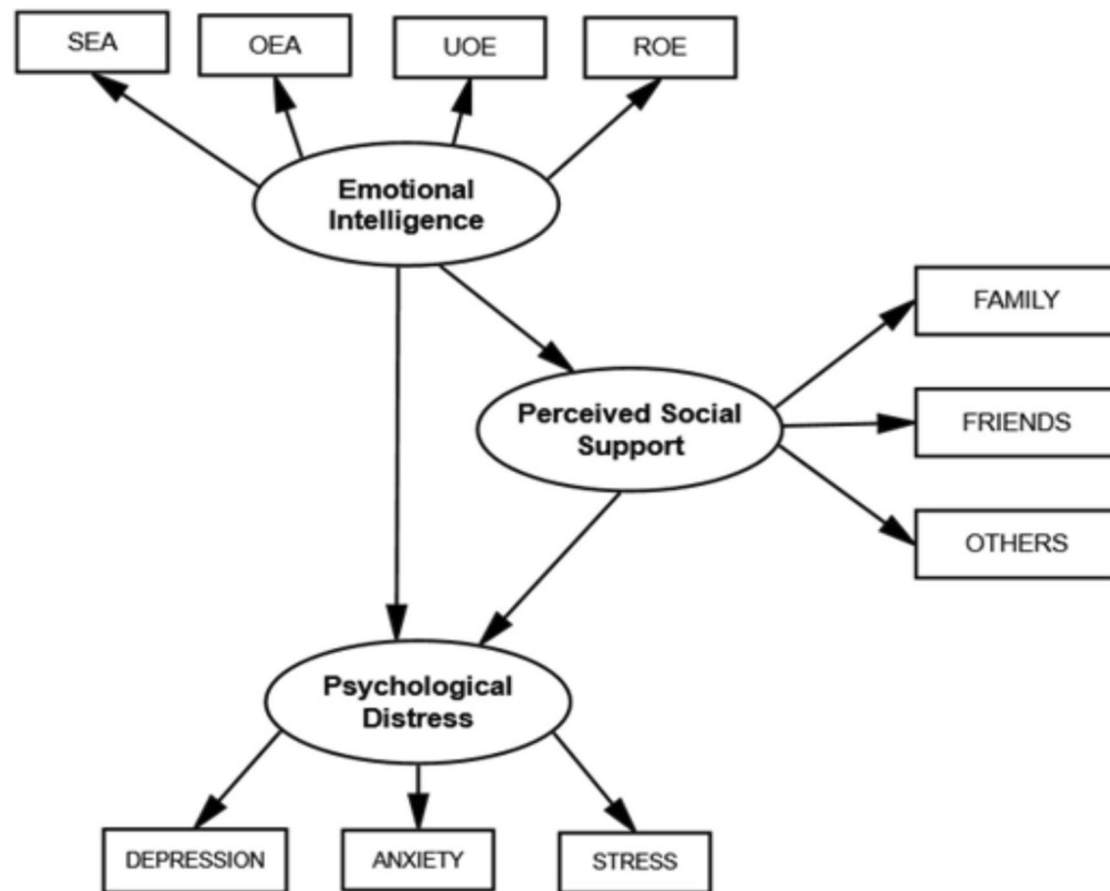 SEA
OEA
UOE
ROE
Emotional
Intelligence
FAMILY
Perceived Social
Support
FRIENDS
OTHERS
Psychological
Distress
DEPRESSION
ANXIETY
STRESS